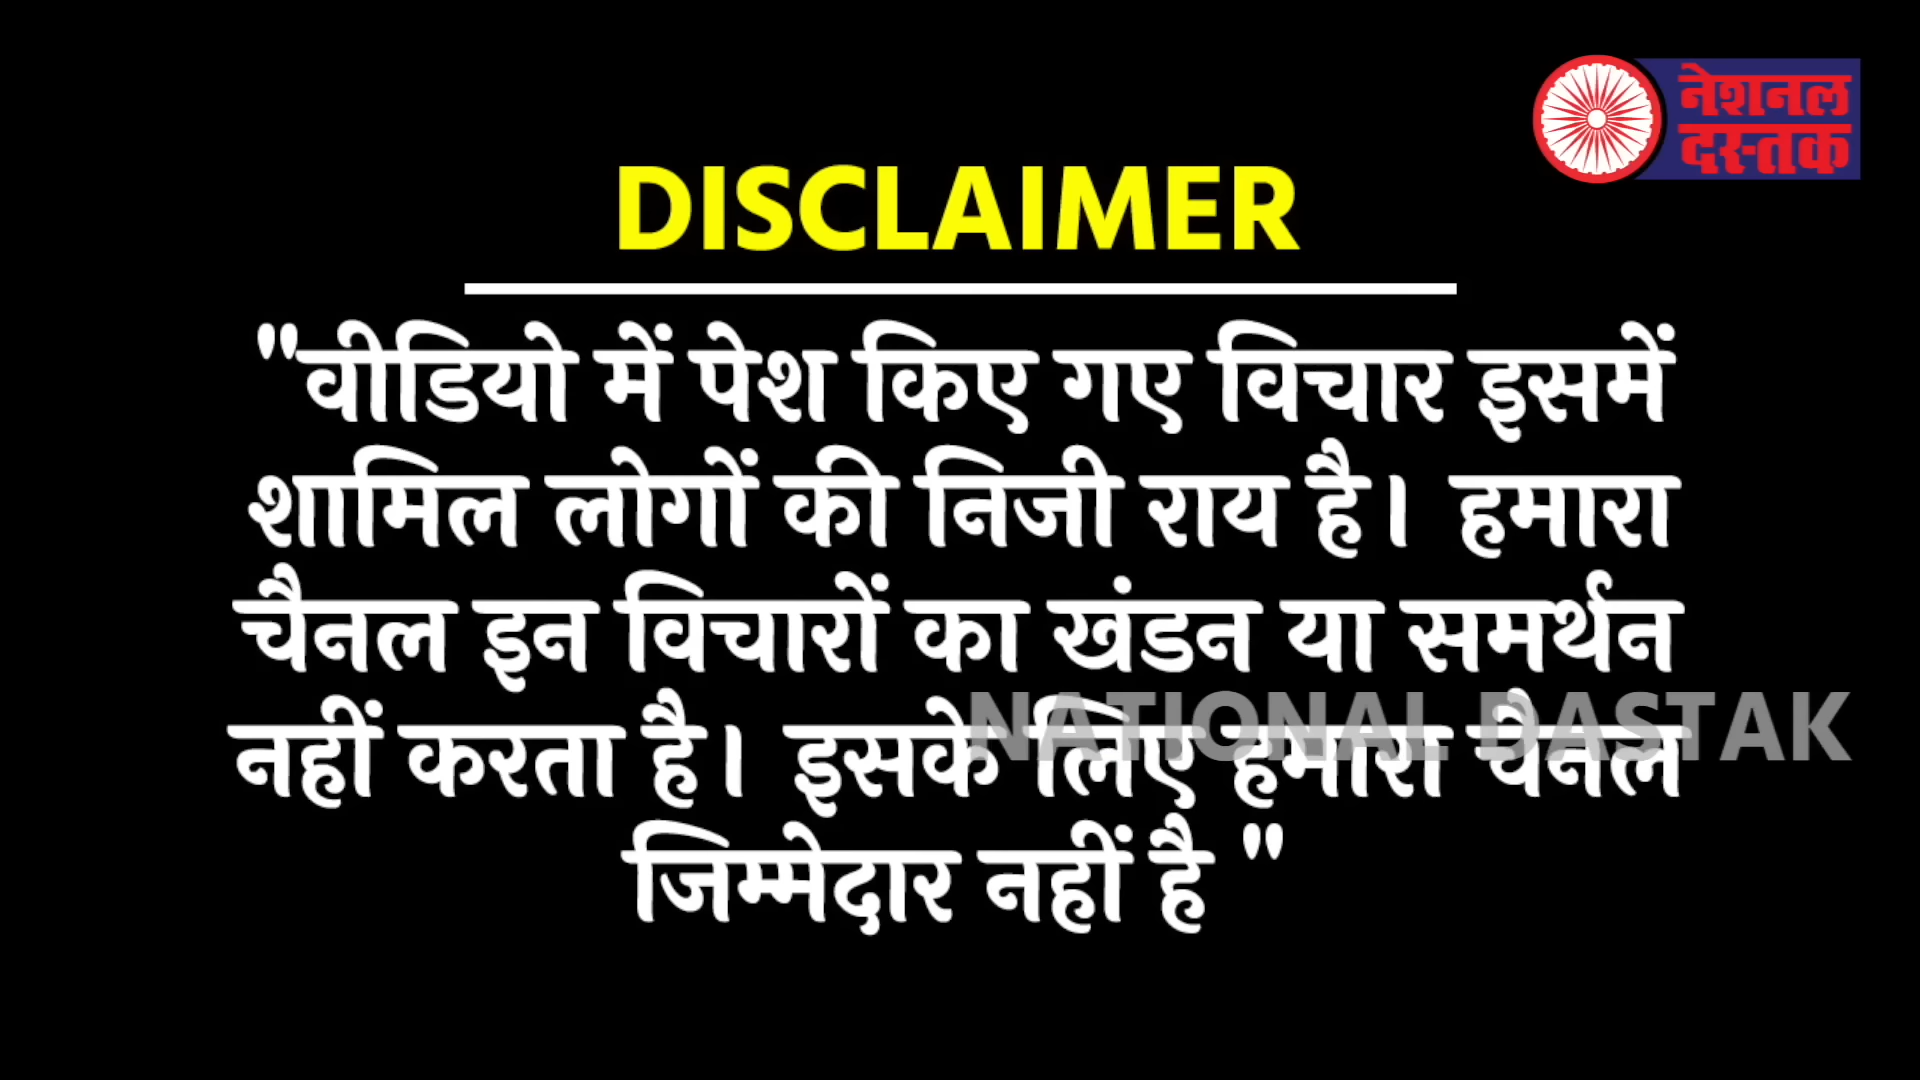 नेशनल
दस्तक
DISCLAIMER
"वीडियो में पेश किए गए विचार इसमें
शामिल लोगों की निजी राय है। हमारा
चैनल इन विचारों का खंडन या समर्थन
नहीं करता है। इसके लिए हमारा चैनल
NATIONAL DASTAK
जिम्मेदार नहीं है "